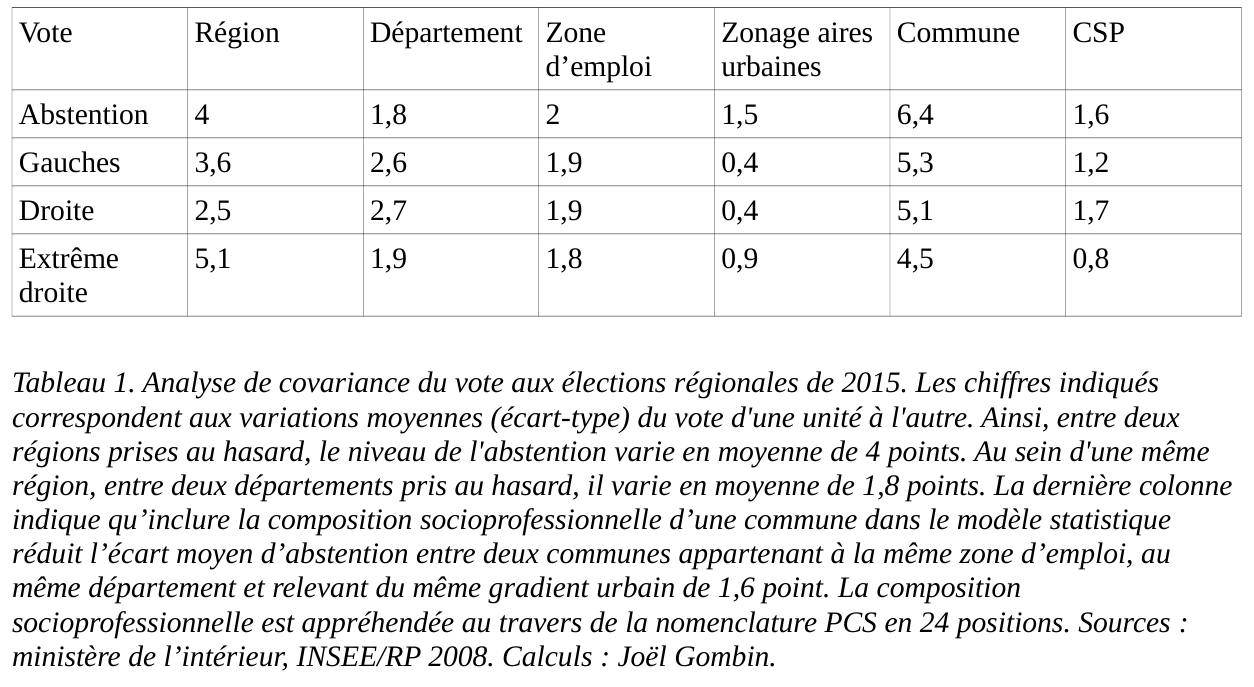 Vote Région Département Zone d’emploi Zonage aires urbaines Commune CSP
Abstention 4 1,8 2 1,5 6,4 1,6
Gauches 3,6 2,6 1,9 0,4 5,3 1,2
Droite 2,5 2,7 1,9 0,4 5,1 1,7
Extrême droite 5,1 1,9 1,8 0,9 4,5 0,8
Tableau 1. Analyse de covariance du vote aux élections régionales de 2015. Les chiffres indiqués
correspondent aux variations moyennes (écart-type) du vote d'une unité à l'autre. Ainsi, entre deux
régions prises au hasard, le niveau de l'abstention varie en moyenne de 4 points. Au sein d'une même
région, entre deux départements pris au hasard, il varie en moyenne de 1,8 points. La dernière colonne
indique qu’inclure la composition socioprofessionnelle d’une commune dans le modèle statistique
réduit l’écart moyen d’abstention entre deux communes appartenant à la même zone d’emploi, au
même département et relevant du même gradient urbain de 1,6 point. La composition
socioprofessionnelle est appréhendée au travers de la nomenclature PCS en 24 positions. Sources :
ministère de l’intérieur, INSEE/RP 2008. Calculs : Joël Gombin.